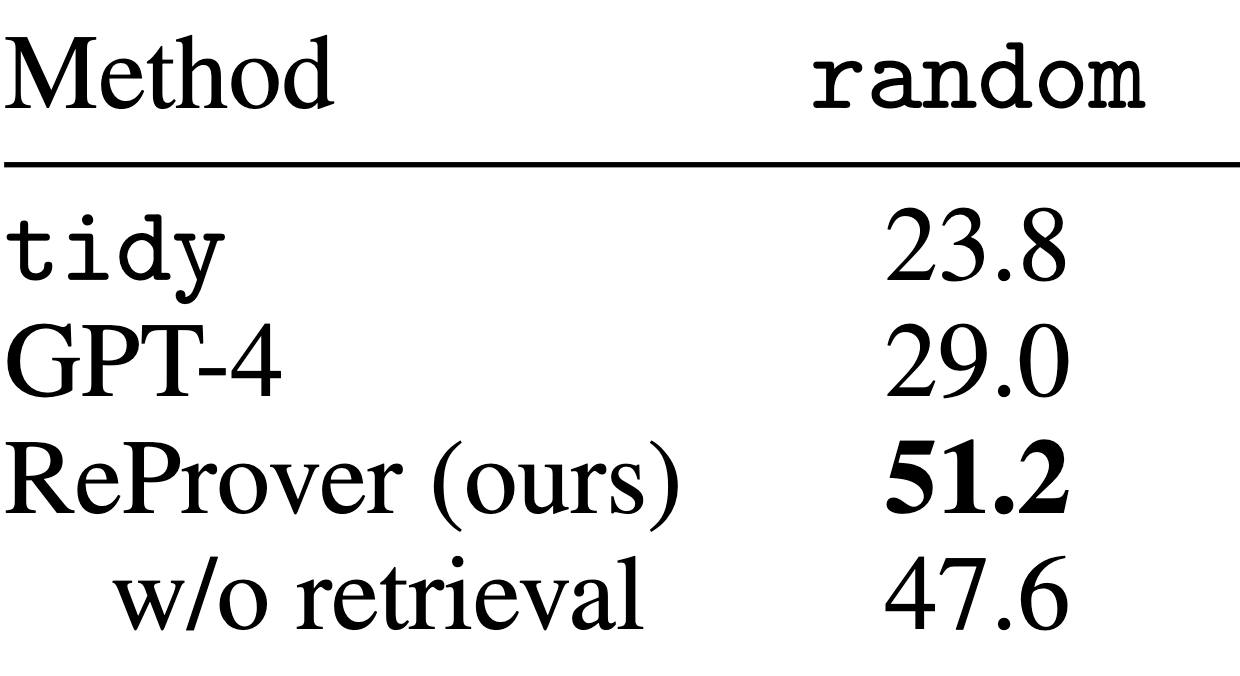 Method random
tidy 23.8
GPT-4 29.0
ReProver (ours) 51.2
w/o retrieval 47.6